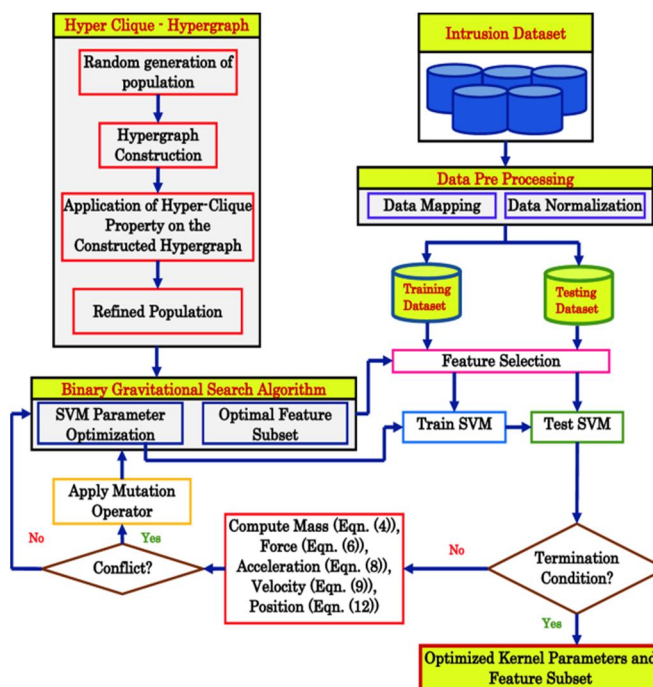 Hyper Clique - Hypergraph
Random generation of
population
Hypergraph
Construction
Application of Hyper-Clique
Property on the
Constructed Hypergraph
Refined Population
Intrusion Dataset
Data Pre Processing
Data Mapping
Data Normalization
Training
Dataset
Testing
Dataset
Feature Selection
Binary Gravitational Search Algorithm
SVM Parameter
Optimization
Optimal Feature
Subset
Train SVM
Test SVM
Apply Mutation
Operator
No
Yes
Conflict?
Compute Mass (Eqn. (4)),
Force (Eqn. (6)),
Acceleration (Eqn. (8)),
Velocity (Eqn. (9)),
Position (Eqn. (12))
No
Termination
Condition?
Yes
Optimized Kernel Parameters and
Feature Subset